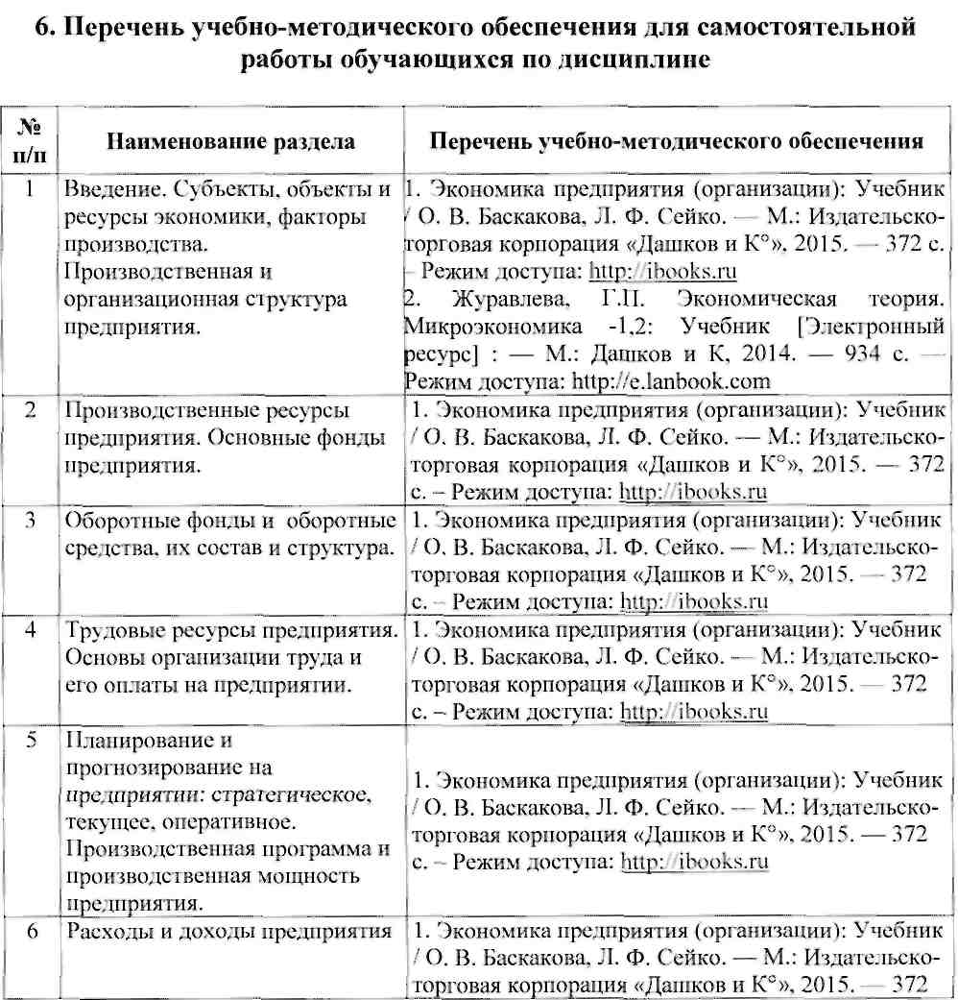 6. Перечень учебно-методического обеспечения для самостоятельной
работы обучающихся по дисциплине
№
п/п
Наименование раздела
Перечень учебно-методического обеспечения
1
Введение. Субъекты, объекты и
ресурсы экономики, факторы
производства.
Производственная и
организационная структура
предприятия.
1. Экономика предприятия (организации): Учебник
/ О. В. Баскакова, Л. Ф. Сейко. — М.: Издательско-
торговая корпорация «Дашков и К°», 2015. — 372 с.
– Режим доступа: http://ibooks.ru
2. Журавлева, Г.П. Экономическая теория.
Микроэкономика -1,2: Учебник [Электронный
ресурс] : — М.: Дашков и К, 2014. — 934 с. —
Режим доступа: http://e.lanbook.com
2
Производственные ресурсы
предприятия. Основные фонды
предприятия.
1. Экономика предприятия (организации): Учебник
/ О. В. Баскакова, Л. Ф. Сейко. — М.: Издательско-
торговая корпорация «Дашков и К°», 2015. — 372
с. – Режим доступа: http://ibooks.ru
3
Оборотные фонды и оборотные
средства, их состав и структура.
1. Экономика предприятия (организации): Учебник
/ О. В. Баскакова, Л. Ф. Сейко. — М.: Издательско-
торговая корпорация «Дашков и К°», 2015. — 372
с. – Режим доступа: http://ibooks.ru
4
Трудовые ресурсы предприятия.
Основы организации труда и
его оплаты на предприятии.
1. Экономика предприятия (организации): Учебник
/ О. В. Баскакова, Л. Ф. Сейко. — М.: Издательско-
торговая корпорация «Дашков и К°», 2015. — 372
с. – Режим доступа: http://ibooks.ru
5
Планирование и
прогнозирование на
предприятии: стратегическое,
текущее, оперативное.
Производственная программа и
производственная мощность
предприятия.
1. Экономика предприятия (организации): Учебник
/ О. В. Баскакова, Л. Ф. Сейко. — М.: Издательско-
торговая корпорация «Дашков и К°», 2015. — 372
с. – Режим доступа: http://ibooks.ru
6
Расходы и доходы предприятия
1. Экономика предприятия (организации): Учебник
/ О. В. Баскакова, Л. Ф. Сейко. — М.: Издательско-
торговая корпорация «Дашков и К°», 2015. — 372